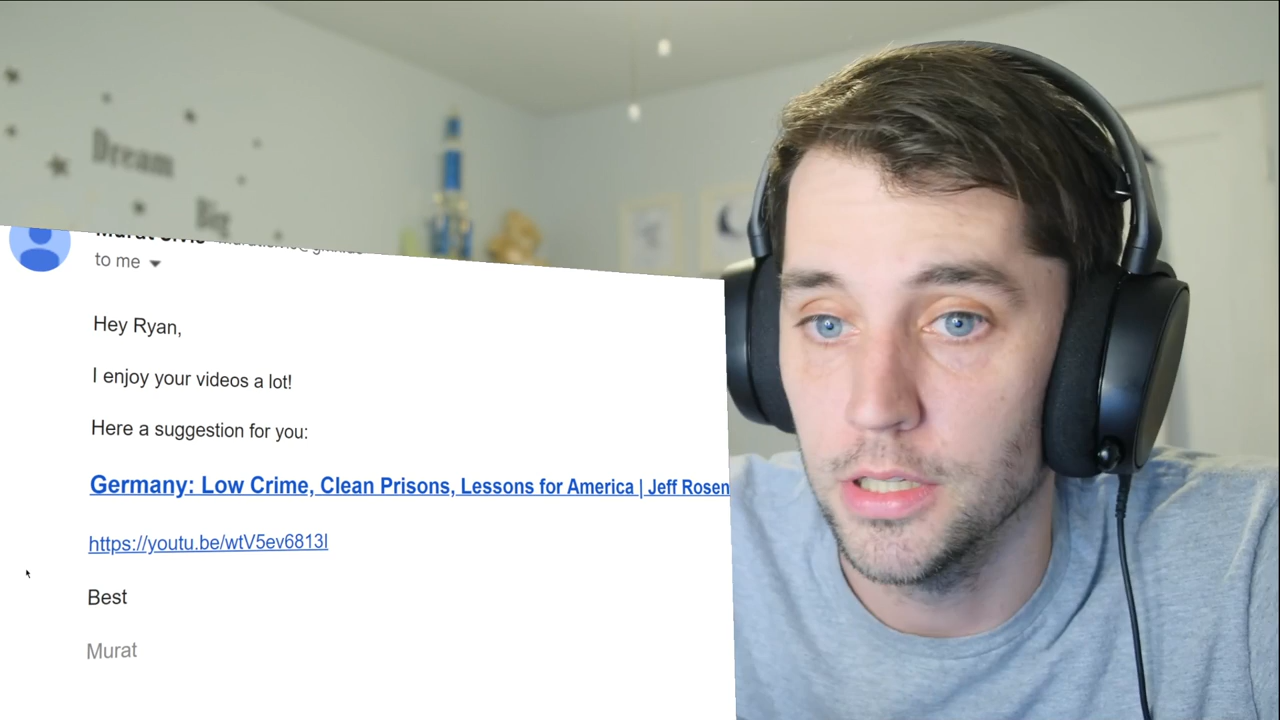 Dream
Big
to me
Hey Ryan,
I enjoy your videos a lot!
Here a suggestion for you:
Germany: Low Crime, Clean Prisons, Lessons for America | Jeff Rosen
https://youtu.be/wtV5ev6813I
Best
Murat